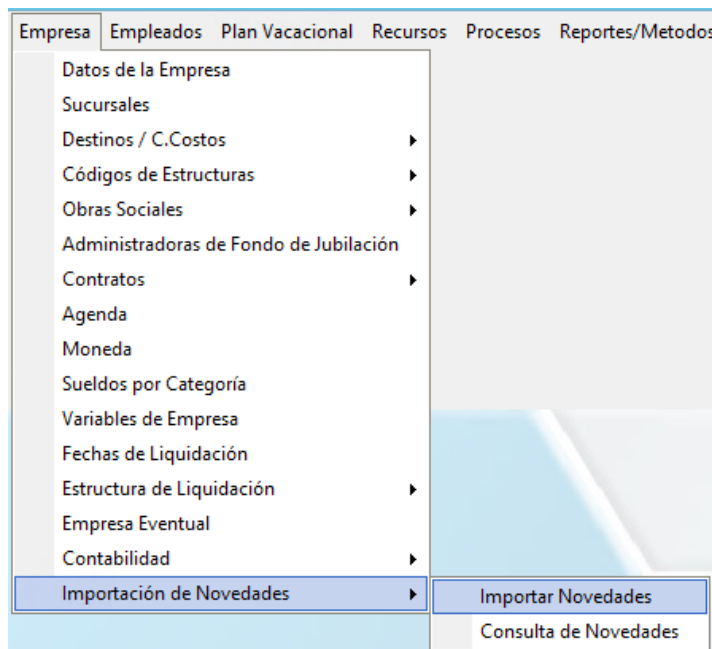 Empresa Empleados Plan Vacacional Recursos Procesos Reportes/Metodos
Datos de la Empresa
Sucursales
Destinos / C.Costos
Códigos de Estructuras
Obras Sociales
Administradoras de Fondo de Jubilación
Contratos
Agenda
Moneda
Sueldos por Categoría
Variables de Empresa
Fechas de Liquidación
Estructura de Liquidación
Empresa Eventual
Contabilidad
Importación de Novedades
Importar Novedades
Consulta de Novedades